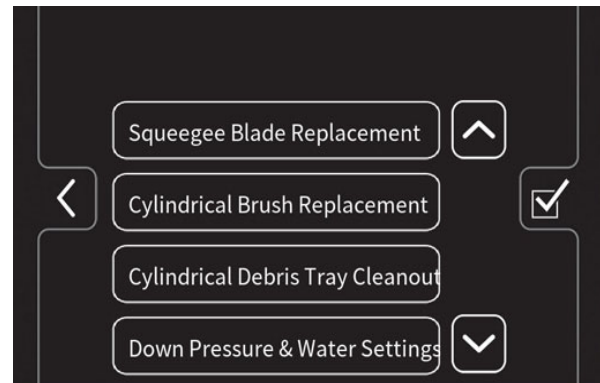 Squeegee Blade Replacement
Cylindrical Brush Replacement
Cylindrical Debris Tray Cleanout
Down Pressure & Water Settings